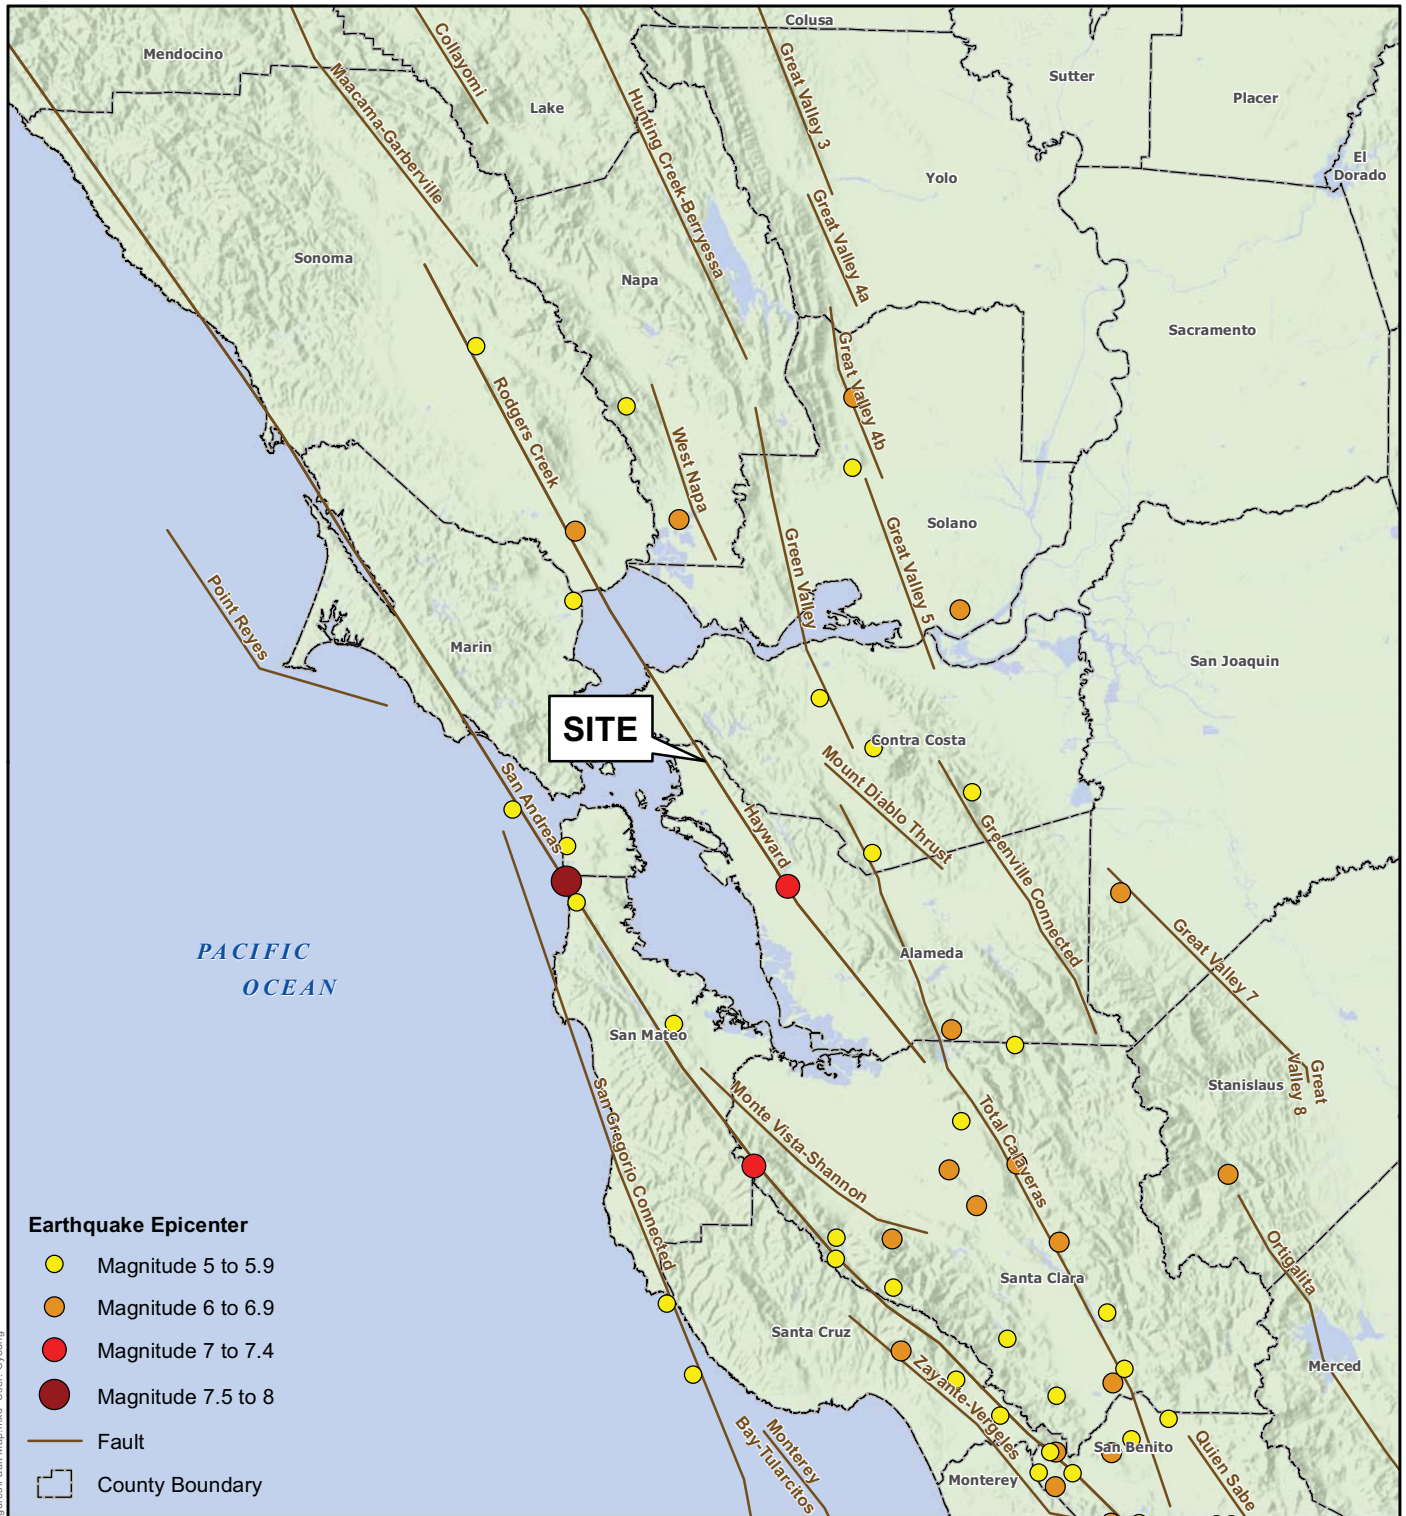 Colusa
Mendocino
Collayomi
Sutter
Placer
Lake
Maacama-Garberville
Hunting Creek-Berryessa
Great Valley 3
Yolo
El
Dorado
Great Valley 4a
Sonoma
Napa
Sacramento
Great Valley 4b
Rodgers Creek
West Napa
Solano
Green Valley
Great Valley 5
Point Reyes
Marin
San Joaquin
SITE
Contra Costa
Mount Diablo Thrust
San Andreas
Hayward
Greenville Connected
PACIFIC
OCEAN
Alameda
Great Valley 7
San Mateo
Great
Valley 8
Stanislaus
San Gregorio Connected
Monte Vista-Shannon
Total Calaveras
Ortigalita
Santa Clara
Santa Cruz
Merced
Zayante-Vergeles
Monterey
Bay-Tularcitos
San Benito
Quien Sabe
Monterey
Earthquake Epicenter
Magnitude 5 to 5.9
Magnitude 6 to 6.9
Magnitude 7 to 7.4
Magnitude 7.5 to 8
Fault
County Boundary